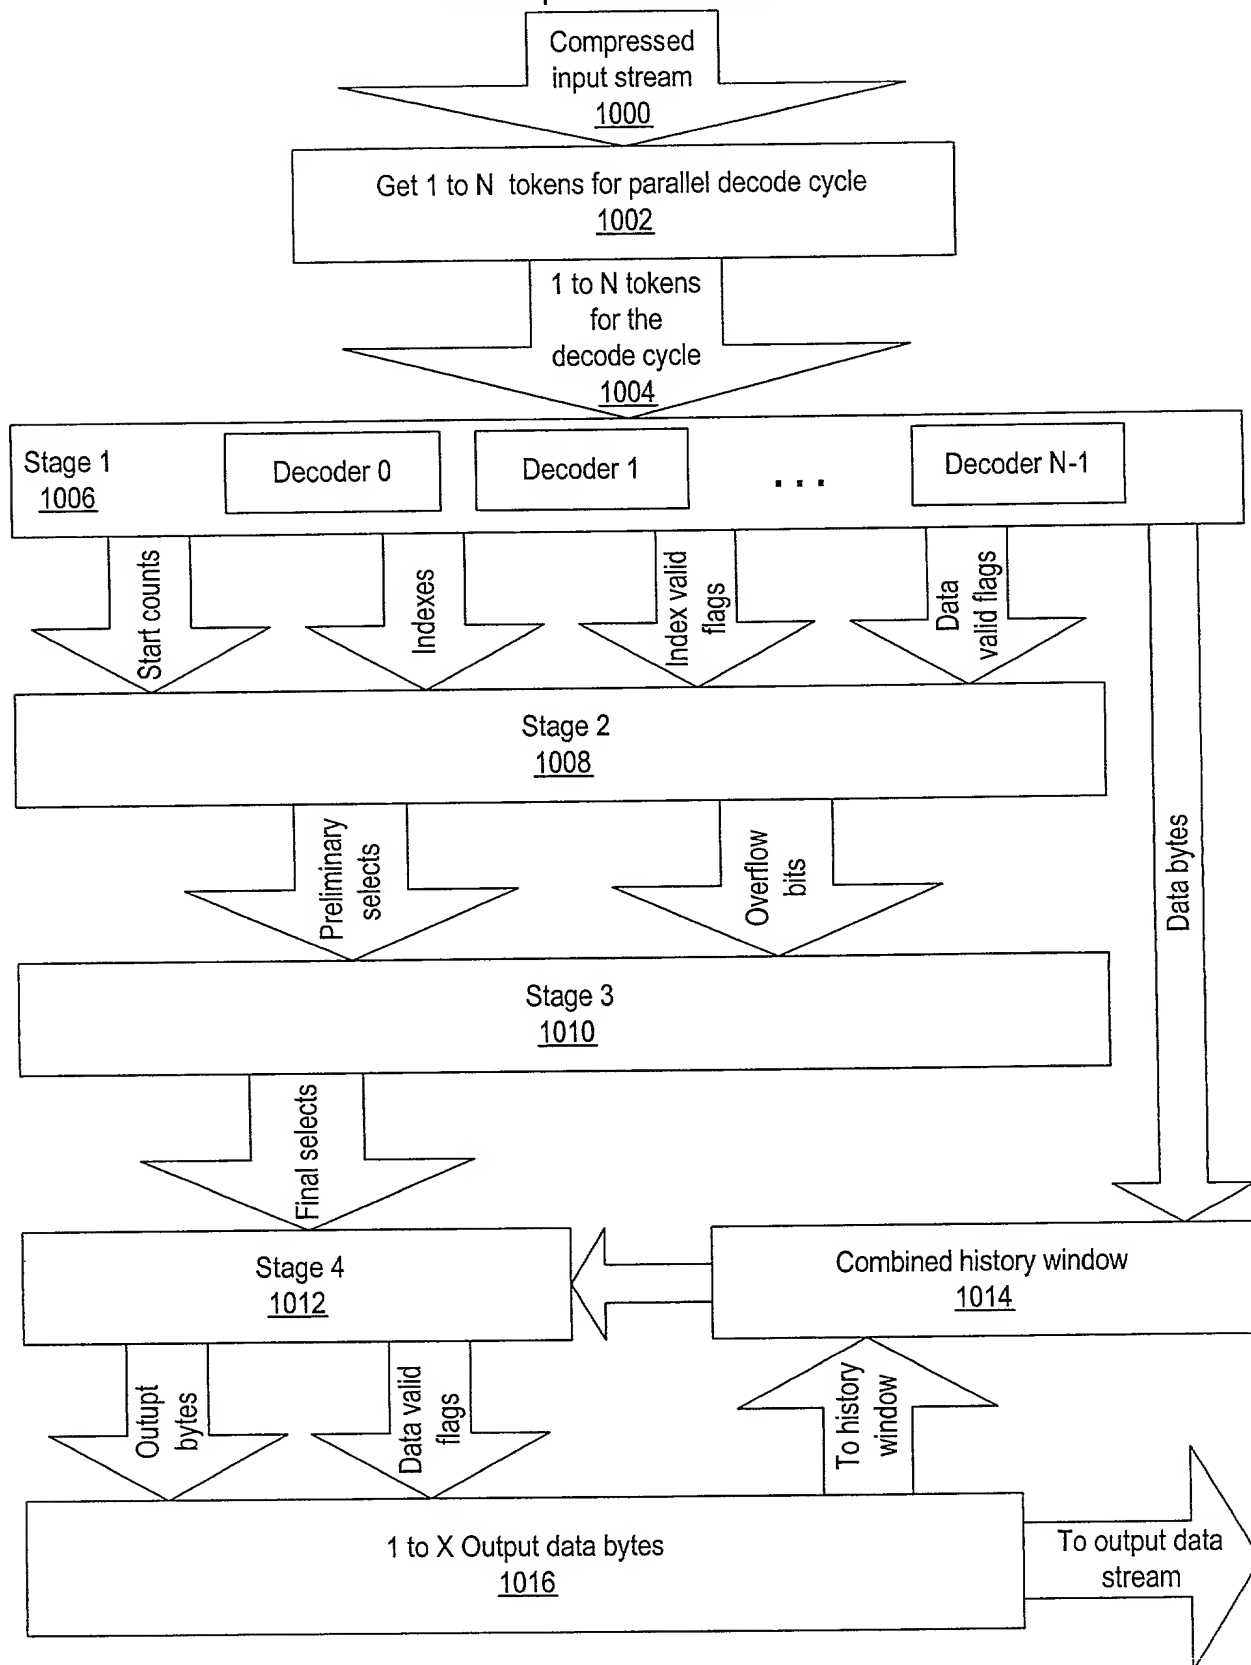 Compressed
input stream
1000
Get 1 to N tokens for parallel decode cycle
1002
1 to N tokens
for the
decode cycle
1004
Stage 1
1006
Decoder 0
Decoder 1
...
Decoder N-1
Start counts
Indexes
Index valid
flags
Data
valid flags
Data bytes
Stage 2
1008
Preliminary
selects
Overflow
bits
Stage 3
1010
Final selects
Stage 4
1012
Combined history window
1014
Outupt
bytes
Data valid
flags
To history
window
1 to X Output data bytes
1016
To output data
stream